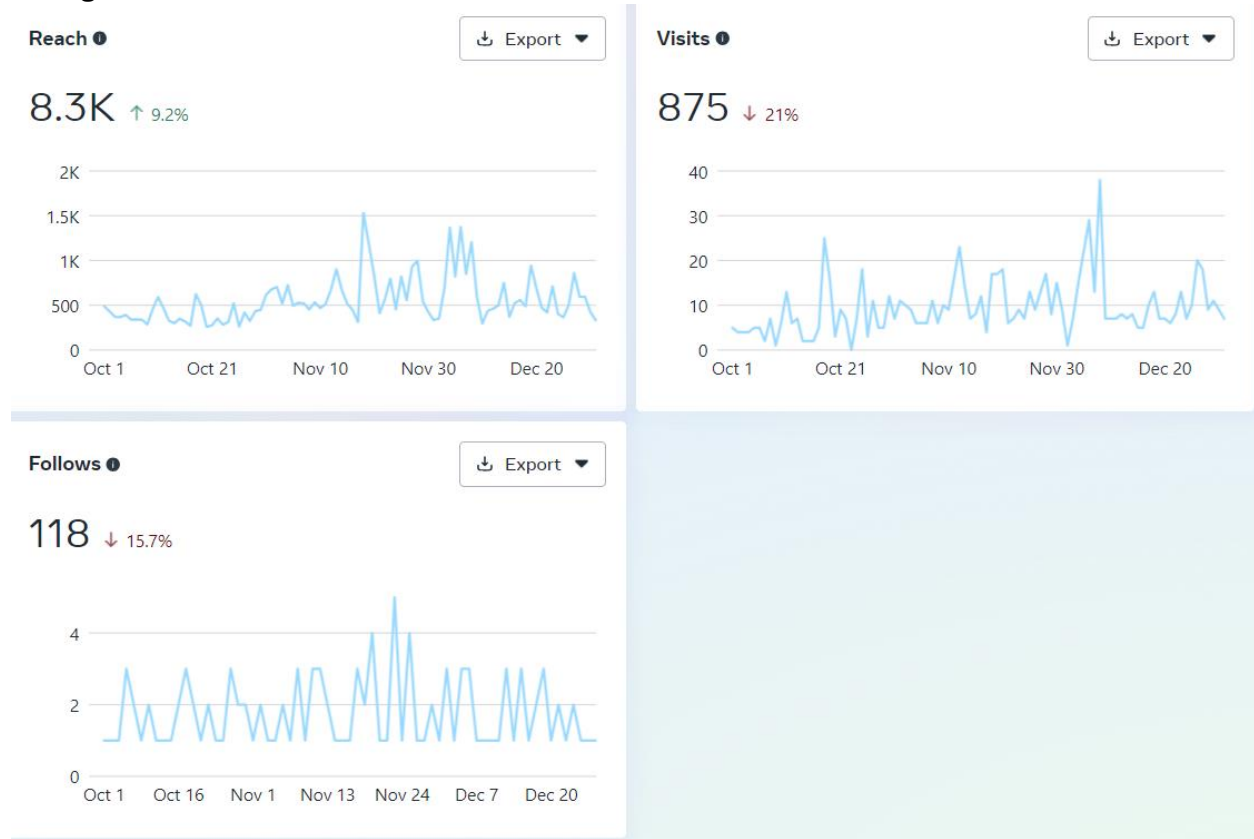 Reach
Export
8.3K ↑ 9.2%
2K
1.5K
1K
500
0
Oct 1 Oct 21 Nov 10 Nov 30 Dec 20
Visits
Export
875 ↓ 21%
40
30
20
10
0
Oct 1 Oct 21 Nov 10 Nov 30 Dec 20
Follows
Export
118 ↓ 15.7%
4
2
0
Oct 1 Oct 16 Nov 1 Nov 13 Nov 24 Dec 7 Dec 20